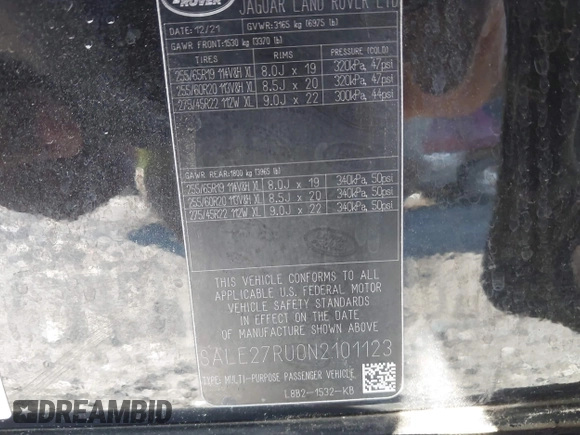 ROVER
JAGUAR LAND ROVER LTD
DATE: 12/21 GVWR:3165 kg (6975 lb)
GAWR FRONT:1530 kg (3370 lb)
TIRES RIMS PRESSURE (COLD)
255/65R19 114V&H XL 8.0J x 19 320kPa, 47psi
255/60R20 113V&H XL 8.5J x 20 320kPa, 47psi
275/45R22 112W XL 9.0J x 22 300kPa, 44psi
GAWR REAR:1800 kg (3965 lb)
255/65R19 114V&H XL 8.0J x 19 340kPa, 50psi
255/60R20 113V&H XL 8.5J x 20 340kPa, 50psi
275/45R22 112W XL 9.0J x 22 340kPa, 50psi
THIS VEHICLE CONFORMS TO ALL
APPLICABLE U.S. FEDERAL MOTOR
VEHICLE SAFETY STANDARDS
IN EFFECT ON THE DATE OF
MANUFACTURE SHOWN ABOVE
SALE27RU0N2101123
TYPE: MULTI-PURPOSE PASSENGER VEHICLE
L8B2-1532-KB
DREAMBID